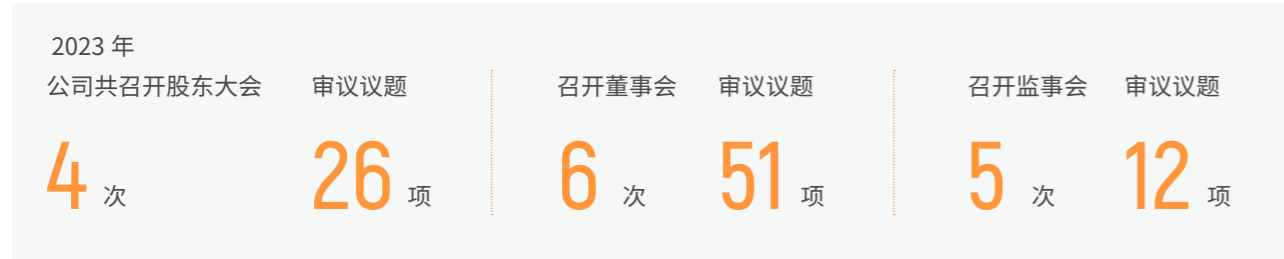 2023 年
公司共召开股东大会 审议议题 召开董事会 审议议题 召开监事会 审议议题
4 次 26 项 6 次 51 项 5 次 12 项